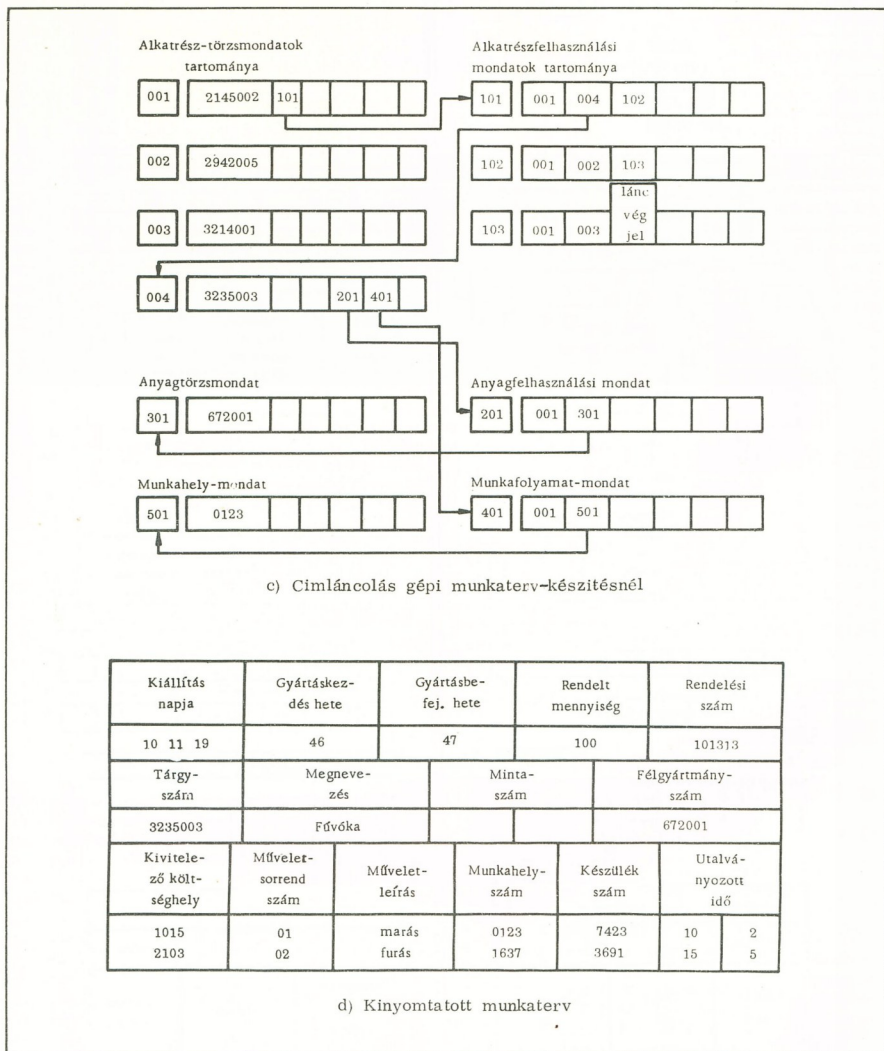 Alkatrész-törzsmondatok
tartománya
Alkatrészfelhasználási
mondatok tartománya
001 2145002 101
101 001 004 102
002 2942005
102 001 002 103
003 3214001
103 001 003
lánc
vég
jel
004 3235003 201 401
Anyagtörzsmondat
Anyagfelhasználási mondat
301 672001
201 001 301
Munkahely-mondat
Munkafolyamat-mondat
501 0123
401 001 501
c) Cimláncolás gépi munkaterv-készitésnél
Kiállítás
napja
Gyártáskez-
dés hete
Gyártásbe-
fej. hete
Rendelt
mennyiség
Rendelési
szám
10 11 19 46 47 100 101313
Tárgy-
szám
Megneve-
zés
Minta-
szám
Félgyártmány-
szám
3235003 Fűvóka 672001
Kivitele-
ző költ-
séghely
Művelet-
sorrend
szám
Művelet-
leírás
Munkahely-
szám
Készülék
szám
Utalvá-
nyozott
idő
1015 01 marás 0123 7423 10 2
2103 02 furás 1637 3691 15 5
d) Kinyomtatott munkaterv